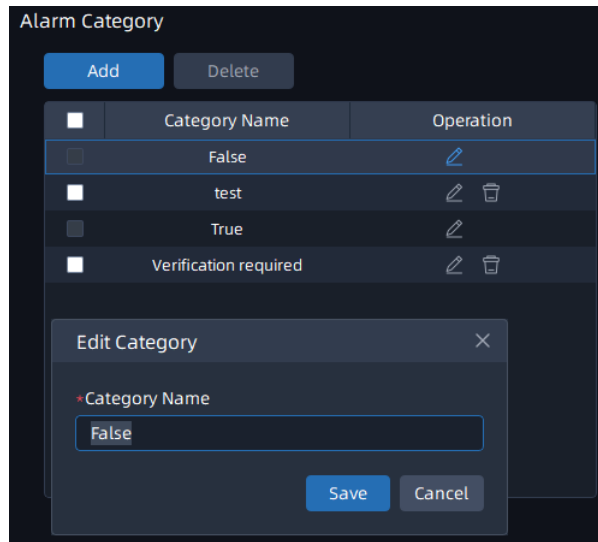 Alarm Category
Add Delete
Category Name Operation
False
test
True
Verification required
Edit Category
*Category Name
False
Save Cancel